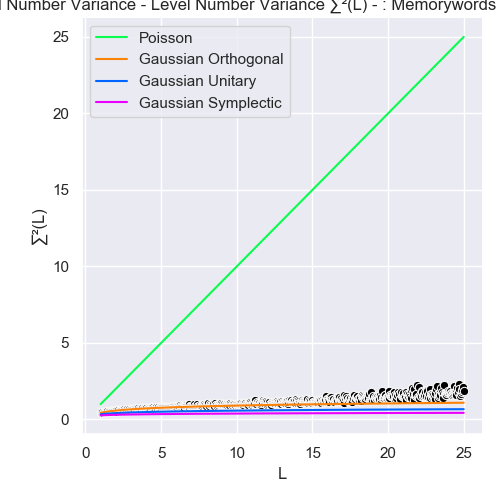 l Number Variance - Level Number Variance ∑²(L) - : Memorywords
Poisson
Gaussian Orthogonal
Gaussian Unitary
Gaussian Symplectic
∑²(L)
25
20
15
10
5
0
0 5 10 15 20 25
L